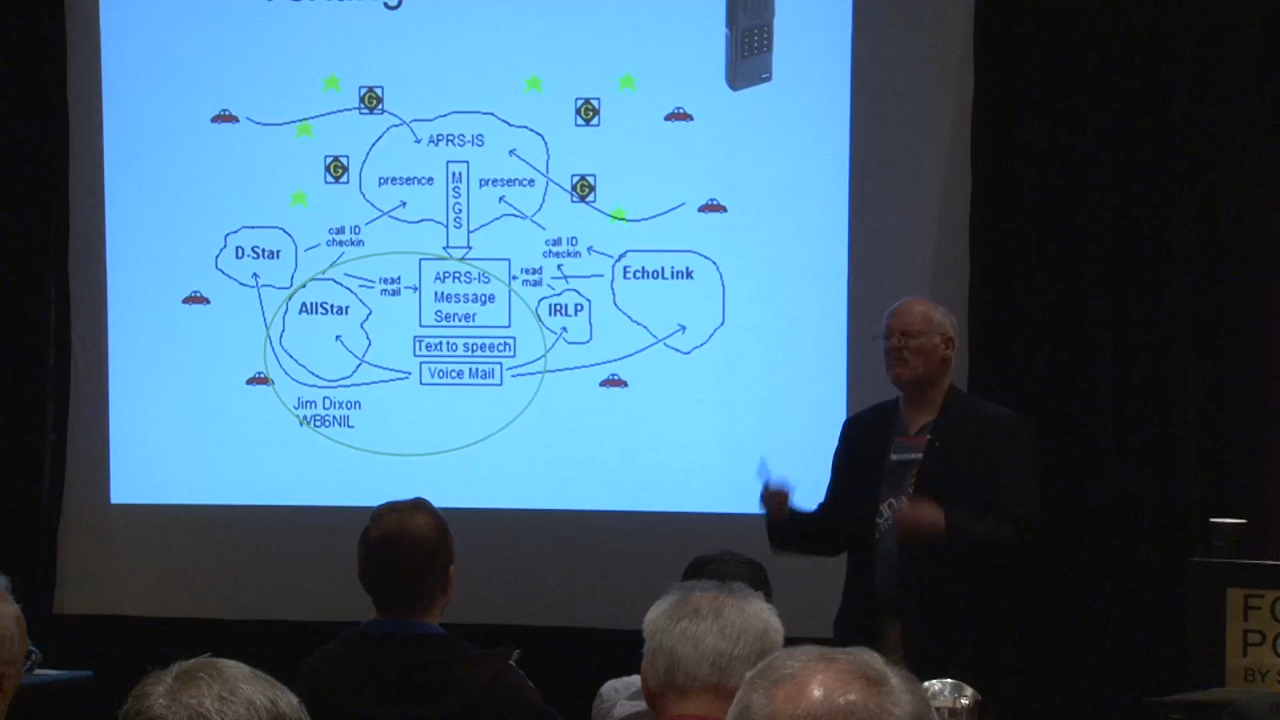 G
G
APRS-IS
G
presence
MSGS
presence
G
call ID
checkin
call ID
checkin
D-Star
EchoLink
read
mail
APRS-IS
Message
Server
read
mail
AllStar
IRLP
Text to speech
Voice Mail
Jim Dixon
WB6NIL
BY